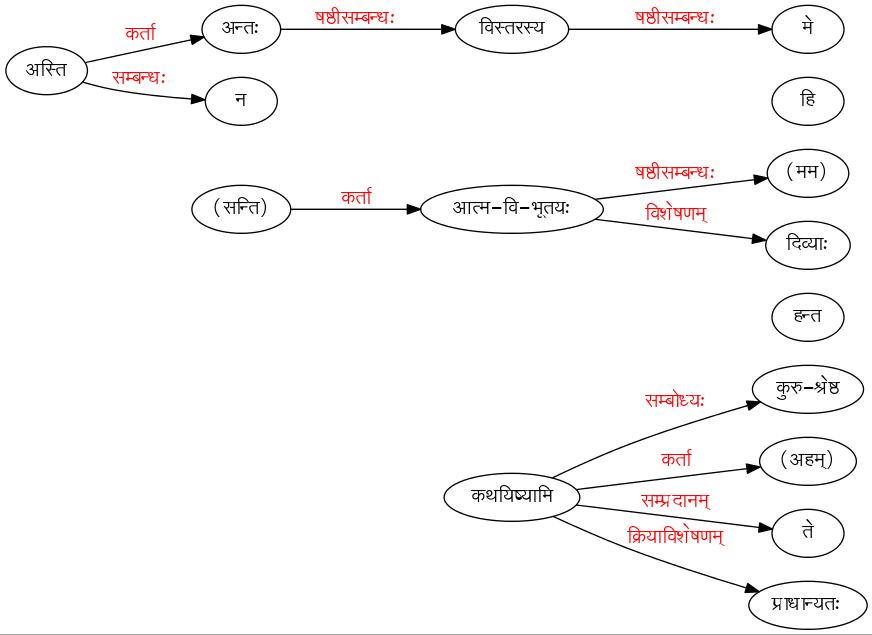 कर्ता
अन्तः
षष्ठीसम्बन्धः
विस्तरस्य
षष्ठीसम्बन्धः
मे
अस्ति
सम्बन्धः
न
हि
(सन्ति)
कर्ता
आत्म-वि-भूतयः
षष्ठीसम्बन्धः
(मम)
विशेषणम्
दिव्याः
हन्त
कथयिष्यामि
सम्बोध्यः
कुरु-श्रेष्ठ
कर्ता
(अहम्)
सम्प्रदानम्
ते
क्रियाविशेषणम्
प्राधान्यतः